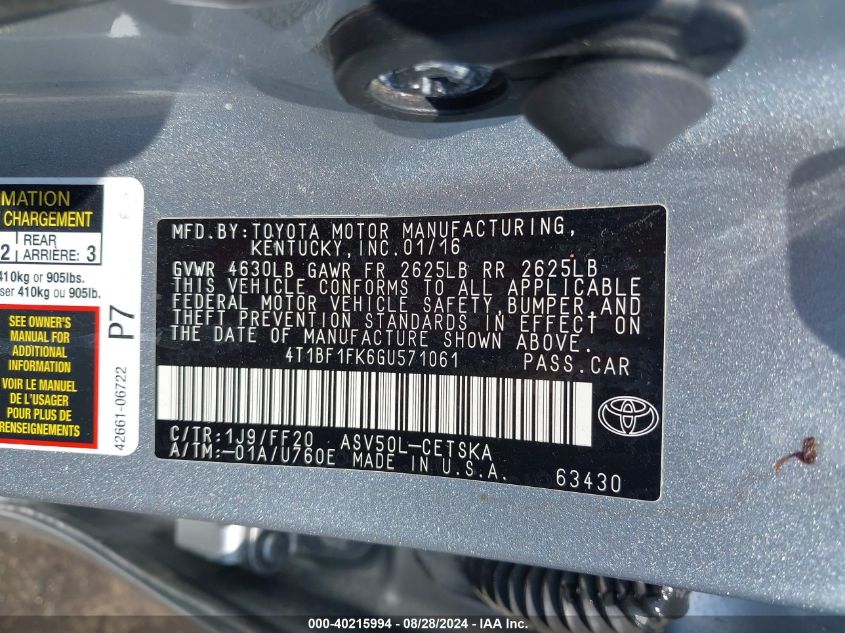 MATION
CHARGEMENT
2 REAR ARRIÈRE: 3
410kg or 905lbs.
ser 410kg ou 905lb.
SEE OWNER'S
MANUAL FOR
ADDITIONAL
INFORMATION
VOIR LE MANUEL
DE L'USAGER
POUR PLUS DE
RENSEIGNEMENTS
P7
42661-06722
MFD.BY:TOYOTA MOTOR MANUFACTURING,
KENTUCKY, INC.01/16
GVWR 4630LB GAWR FR 2625LB RR 2625LB
THIS VEHICLE CONFORMS TO ALL APPLICABLE
FEDERAL MOTOR VEHICLE SAFETY,BUMPER,AND
THEFT PREVENTION STANDARDS IN EFFECT ON
THE DATE OF MANUFACTURE SHOWN ABOVE.
4T1BF1FK6GU571061 PASS.CAR
C/TR:1J9/FF20 ASV50L-CETSKA
A/TM:-01A/U760E MADE IN U.S.A.
63430
000-40215994 - 08/28/2024 - IAA Inc.